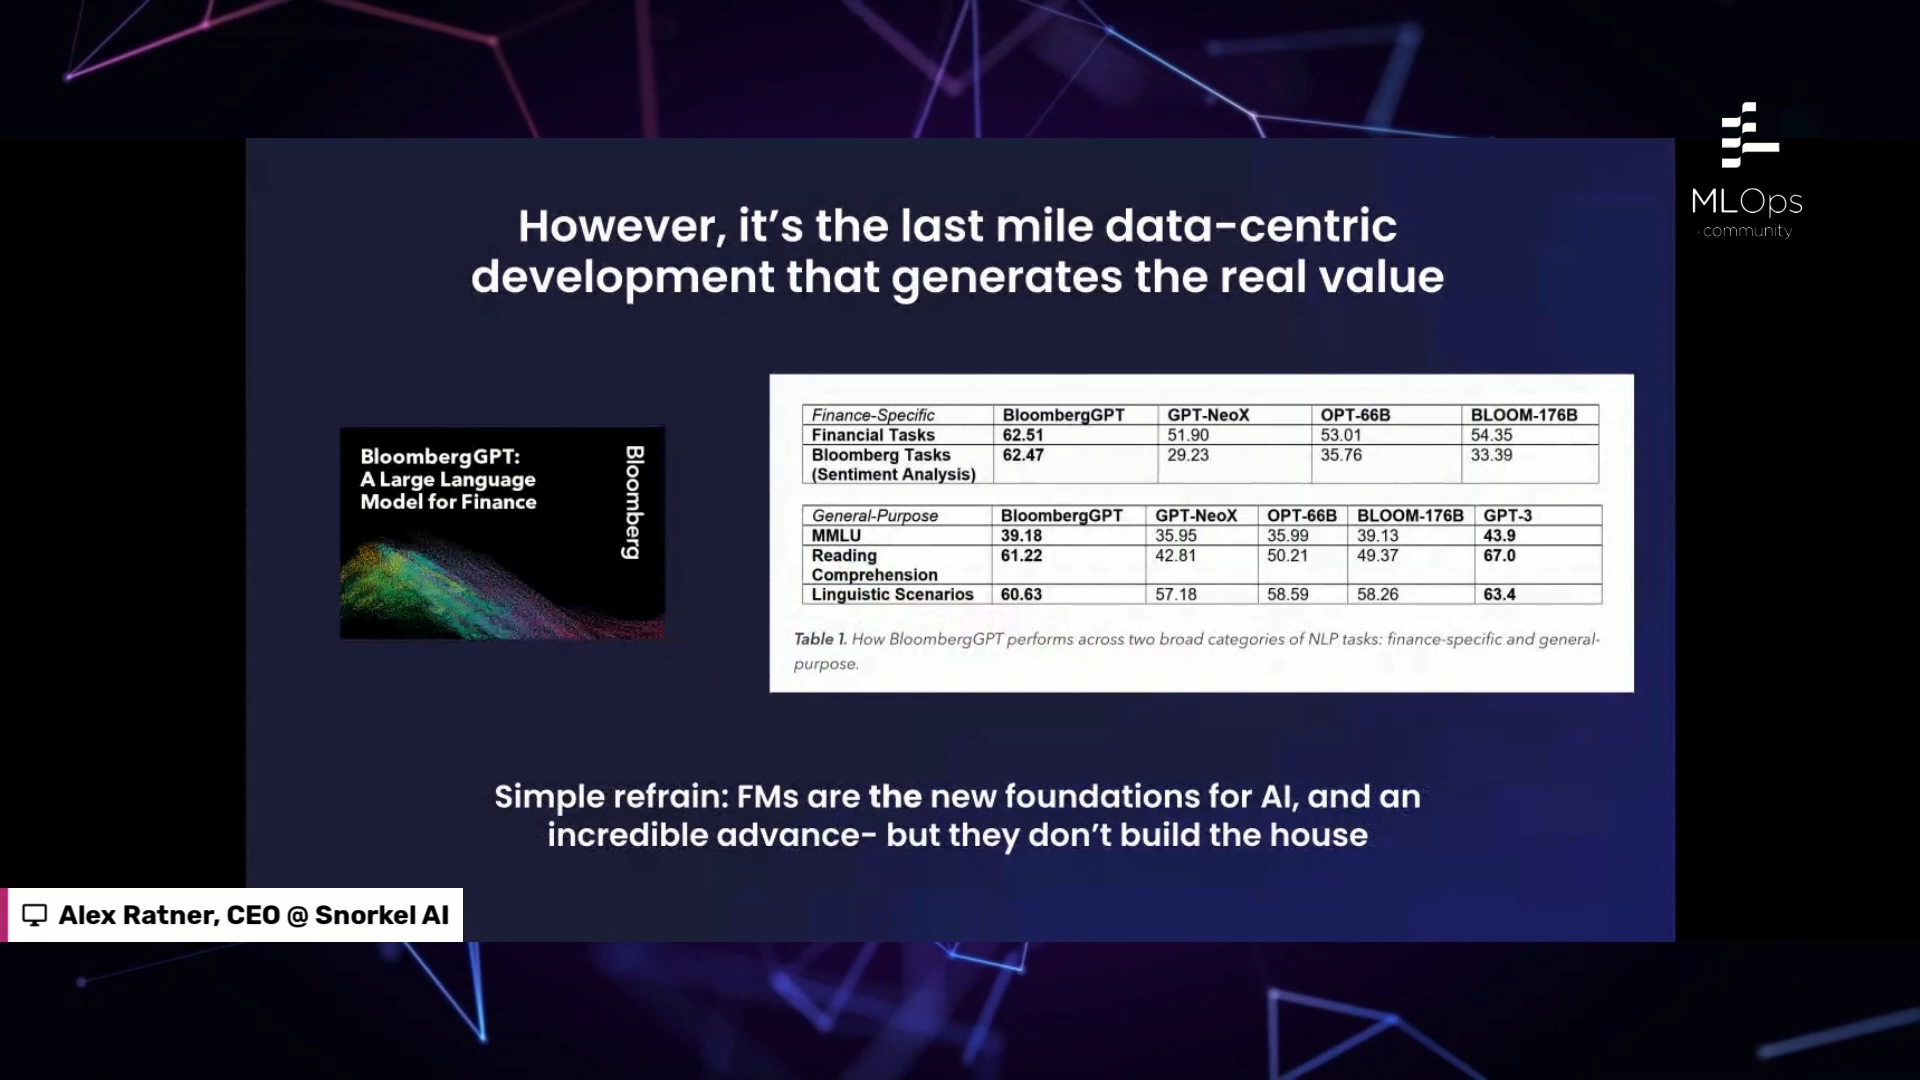 MLOps
community
However, it's the last mile data-centric
development that generates the real value
BloombergGPT:
A Large Language
Model for Finance
Bloomberg
Finance-Specific BloombergGPT GPT-NeoX OPT-66B BLOOM-176B
Financial Tasks 62.51 51.90 53.01 54.35
Bloomberg Tasks 62.47 29.23 35.76 33.39
(Sentiment Analysis)
General-Purpose BloombergGPT GPT-NeoX OPT-66B BLOOM-176B GPT-3
MMLU 39.18 35.95 35.99 39.13 43.9
Reading 61.22 42.81 50.21 49.37 67.0
Comprehension
Linguistic Scenarios 60.63 57.18 58.59 58.26 63.4
Table 1. How BloombergGPT performs across two broad categories of NLP tasks: finance-specific and general-
purpose.
Simple refrain: FMs are the new foundations for AI, and an
incredible advance- but they don't build the house
Alex Ratner, CEO @ Snorkel AI